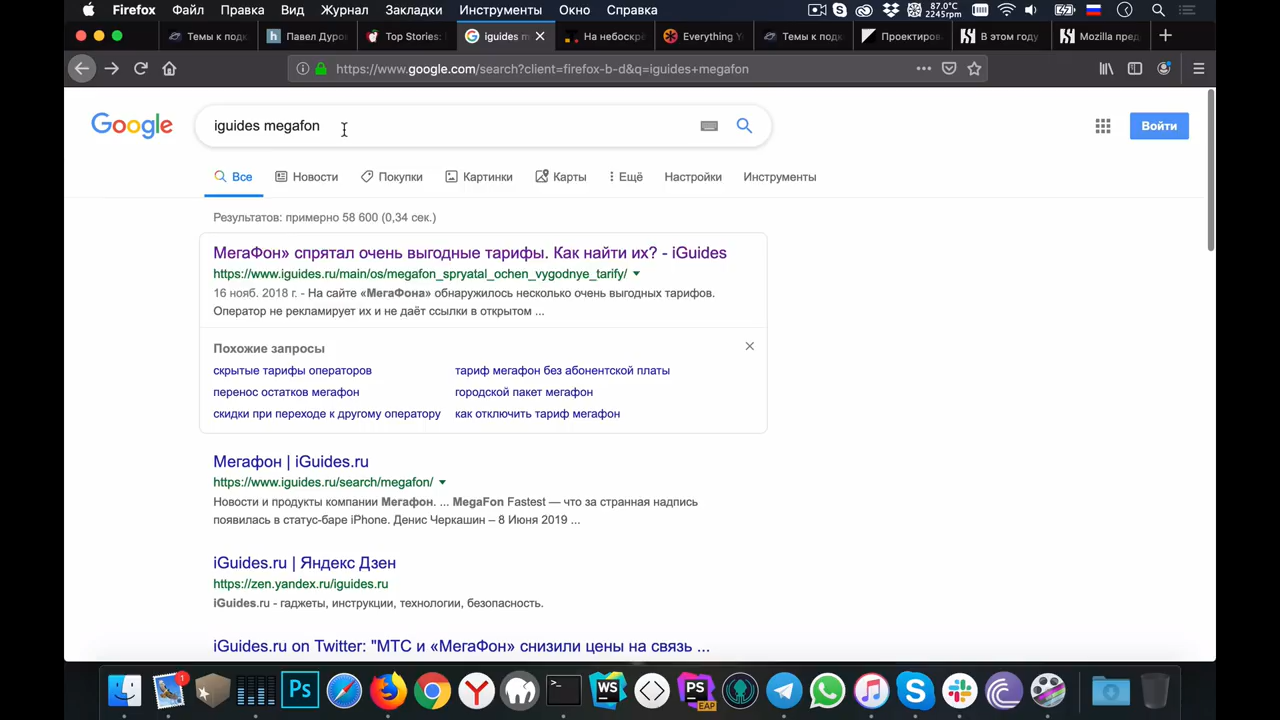 Firefox Файл Правка Вид Журнал Закладки Инструменты Окно Справка 87.0°C 2245rpm
Темы к подк Павел Дуро Top Stories: iguides m На небоскр Everything Y Темы к подк Проектиров В этом году Mozilla пред
https://www.google.com/search?client=firefox-b-d&q=iguides+megafon
Google iguides megafon Войти
Все Новости Покупки Картинки Карты Ещё Настройки Инструменты
Результатов: примерно 58 600 (0,34 сек.)
МегаФон» спрятал очень выгодные тарифы. Как найти их? - iGuides
https://www.iguides.ru/main/os/megafon_spryatal_ochen_vygodnye_tarify/
16 нояб. 2018 г. - На сайте «МегаФона» обнаружилось несколько очень выгодных тарифов.
Оператор не рекламирует их и не даёт ссылки в открытом ...
Похожие запросы
скрытые тарифы операторов тариф мегафон без абонентской платы
перенос остатков мегафон городской пакет мегафон
скидки при переходе к другому оператору как отключить тариф мегафон
Мегафон | iGuides.ru
https://www.iguides.ru/search/megafon/
Новости и продукты компании Мегафон. ... MegaFon Fastest — что за странная надпись
появилась в статус-баре iPhone. Денис Черкашин – 8 Июня 2019 ...
iGuides.ru | Яндекс Дзен
https://zen.yandex.ru/iguides.ru
iGuides.ru - гаджеты, инструкции, технологии, безопасность.
iGuides.ru on Twitter: "МТС и «МегаФон» снизили цены на связь ...
1 Ps WS PS EAP